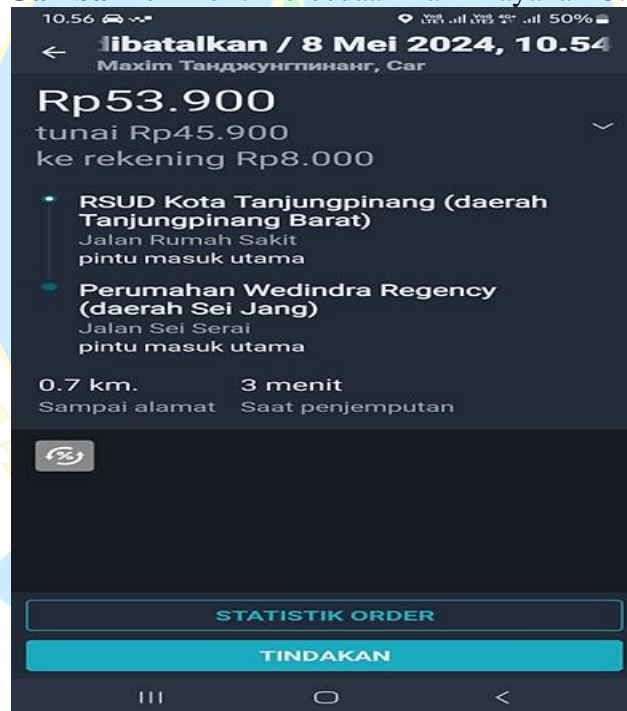 10.56
50%
dibatalkan / 8 Mei 2024, 10.54
Maxim Танджунгпинанг, Car
Rp53.900
tunai Rp45.900
ke rekening Rp8.000
RSUD Kota Tanjungpinang (daerah
Tanjungpinang Barat)
Jalan Rumah Sakit
pintu masuk utama
Perumahan Wedindra Regency
(daerah Sei Jang)
Jalan Sei Serai
pintu masuk utama
0.7 km. 3 menit
Sampai alamat Saat penjemputan
STATISTIK ORDER
TINDAKAN